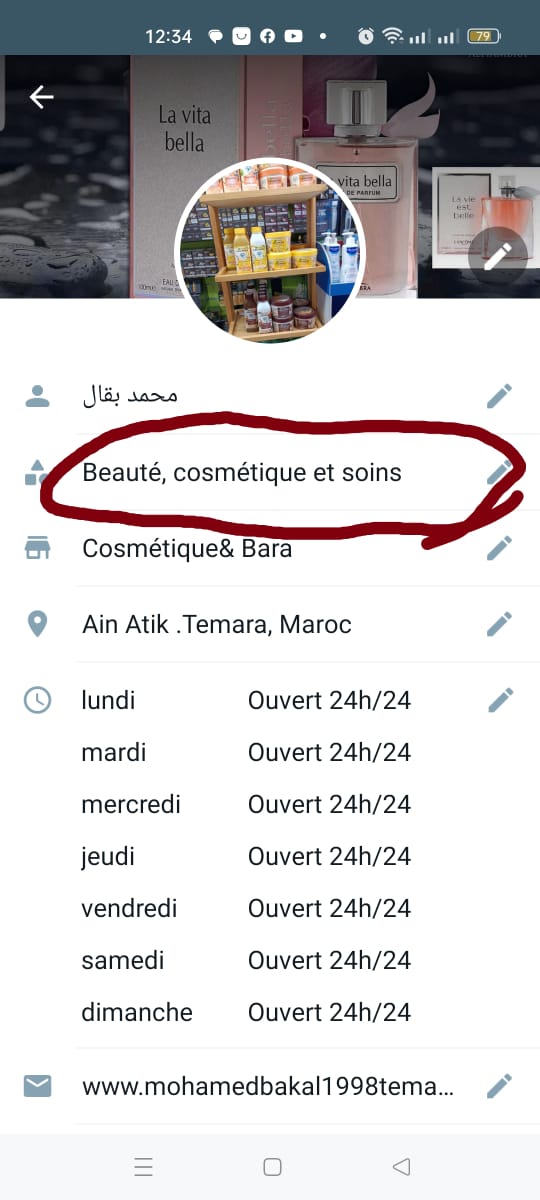 12:34
79
La vita
bella
vita bella
DE PARFUM
La vie
est
belle
LANCÔME
محمد بقال
Beauté, cosmétique et soins
Cosmétique& Bara
Ain Atik .Temara, Maroc
lundi Ouvert 24h/24
mardi Ouvert 24h/24
mercredi Ouvert 24h/24
jeudi Ouvert 24h/24
vendredi Ouvert 24h/24
samedi Ouvert 24h/24
dimanche Ouvert 24h/24
www.mohamedbakal1998tema...